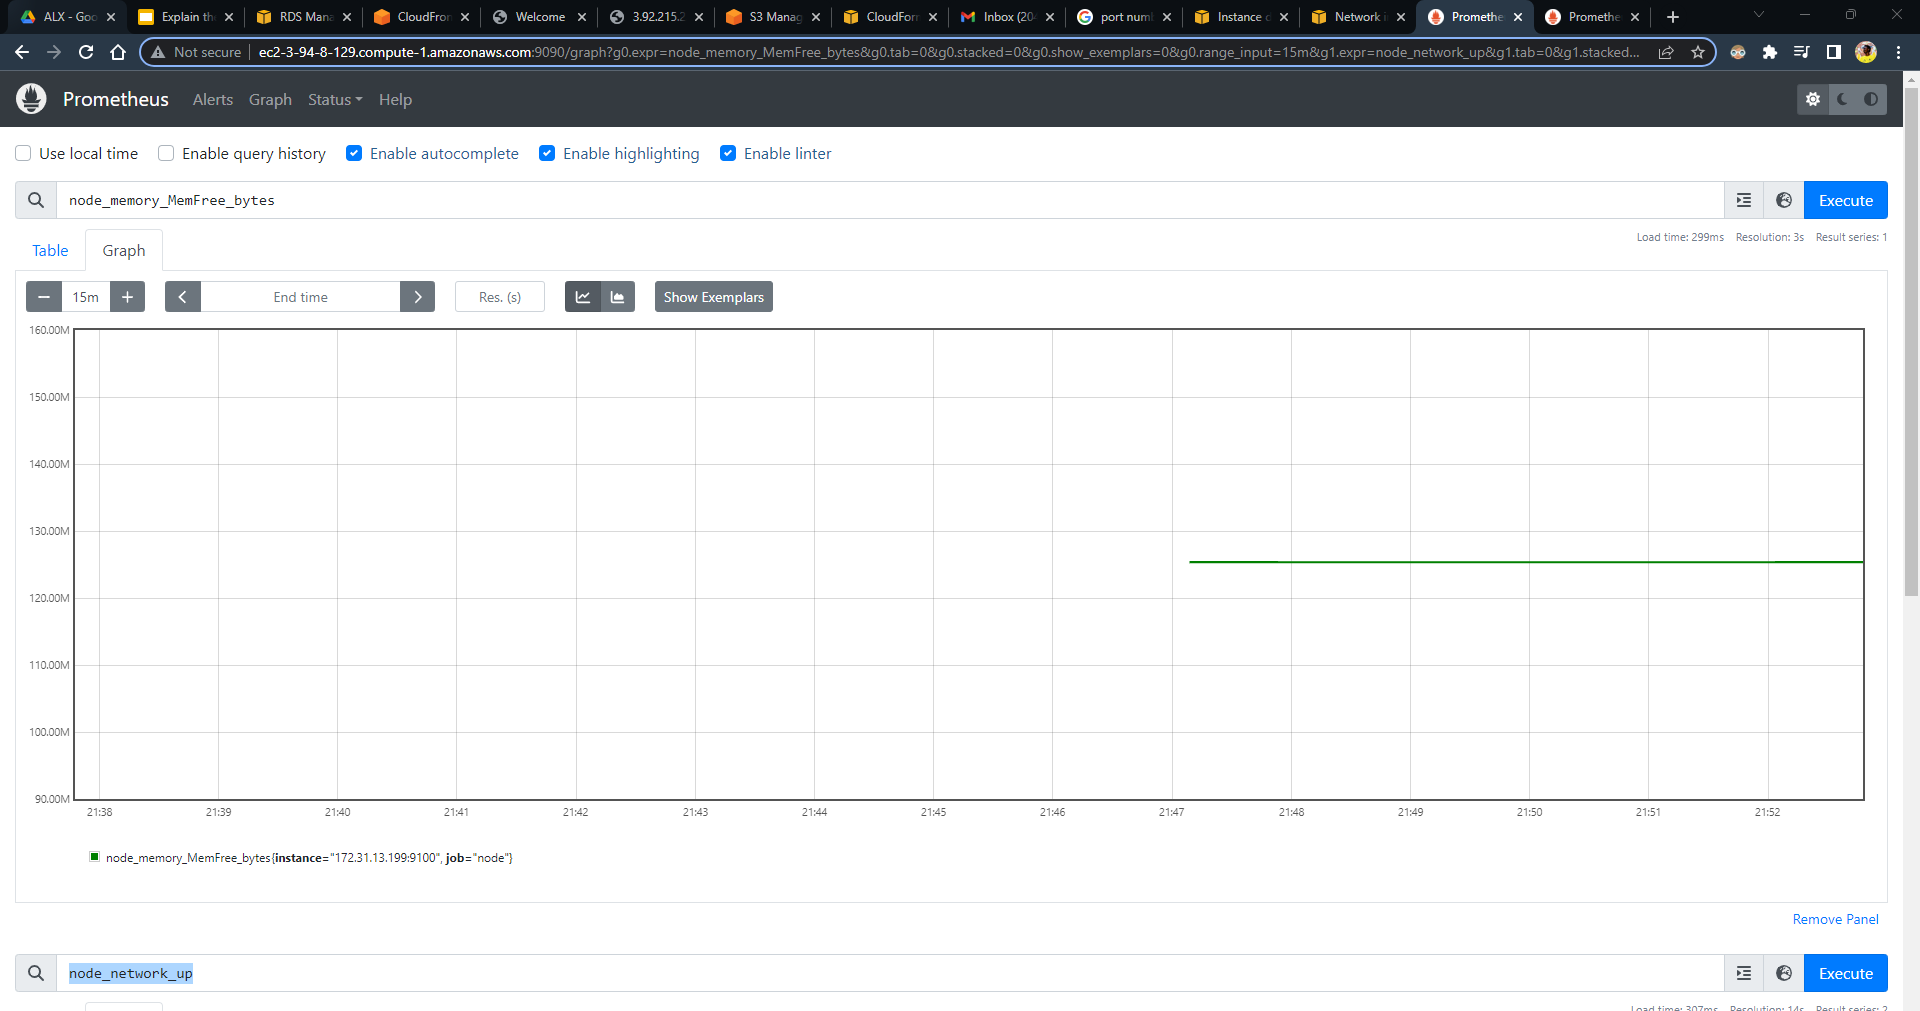 ALX - Goo
Explain th
RDS Mana
CloudFron
Welcome
3.92.215.2
S3 Manag
CloudForm
Inbox (204
port numb
Instance d
Network i
Promethe
Promethe
Not secure
ec2-3-94-8-129.compute-1.amazonaws.com:9090/graph?g0.expr=node_memory_MemFree_bytes&g0.tab=0&g0.stacked=0&g0.show_exemplars=0&g0.range_input=15m&g1.expr=node_network_up&g1.tab=0&g1.stacked...
Prometheus Alerts Graph Status Help
Use local time Enable query history Enable autocomplete Enable highlighting Enable linter
node_memory_MemFree_bytes
Execute
Table Graph
Load time: 299ms Resolution: 3s Result series: 1
15m End time Res. (s) Show Exemplars
160.00M
150.00M
140.00M
130.00M
120.00M
110.00M
100.00M
90.00M
21:38 21:39 21:40 21:41 21:42 21:43 21:44 21:45 21:46 21:47 21:48 21:49 21:50 21:51 21:52
node_memory_MemFree_bytes{instance="172.31.13.199:9100", job="node"}
Remove Panel
node_network_up
Execute
Load time: 307ms Resolution: 14s Result series: 2